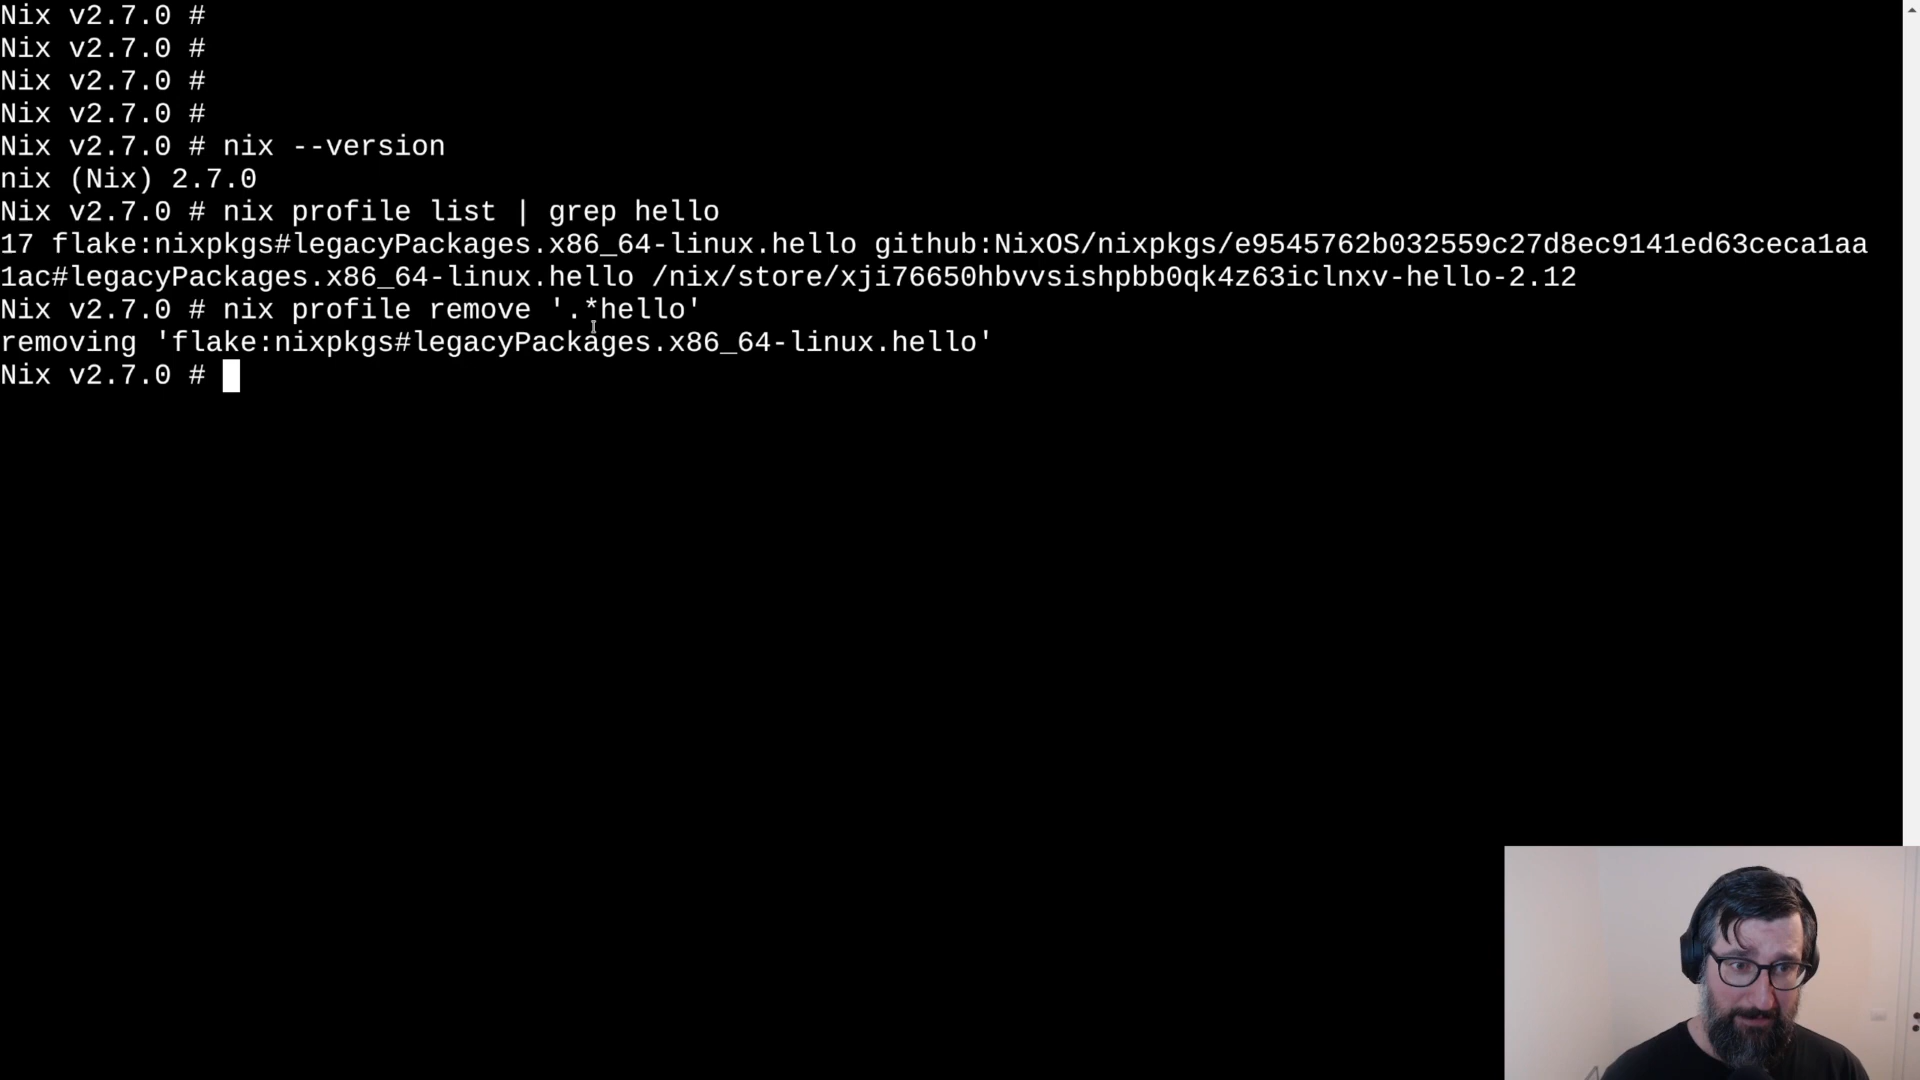 Nix v2.7.0 #
Nix v2.7.0 #
Nix v2.7.0 #
Nix v2.7.0 #
Nix v2.7.0 # nix --version
nix (Nix) 2.7.0
Nix v2.7.0 # nix profile list | grep hello
17 flake:nixpkgs#legacyPackages.x86_64-linux.hello github:NixOS/nixpkgs/e9545762b032559c27d8ec9141ed63ceca1aa
1ac#legacyPackages.x86_64-linux.hello /nix/store/xji76650hbvvsishpbb0qk4z63iclnxv-hello-2.12
Nix v2.7.0 # nix profile remove '.*hello'
removing 'flake:nixpkgs#legacyPackages.x86_64-linux.hello'
Nix v2.7.0 #